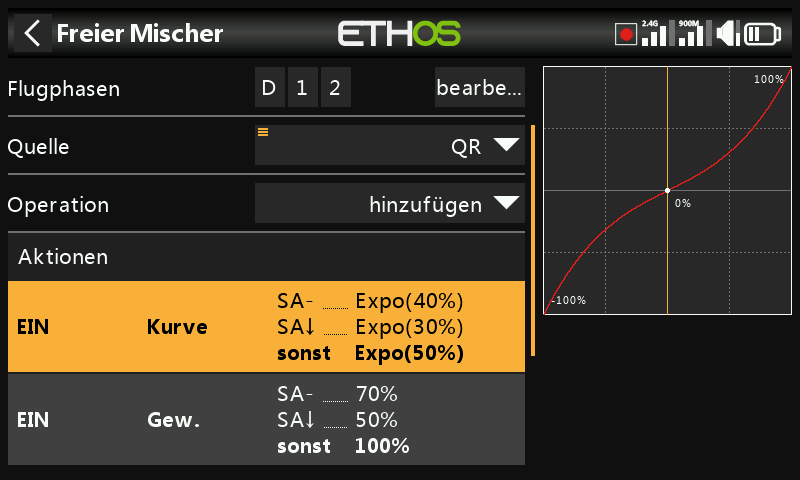 Freier Mischer
ETHOS
2.4G
900M
Flugphasen
D 1 2
bearbe...
Quelle
QR
Operation
hinzufügen
Aktionen
EIN Kurve
SA- Expo(40%)
SA↓ Expo(30%)
sonst Expo(50%)
EIN Gew.
SA- 70%
SA↓ 50%
sonst 100%
100%
0%
-100%